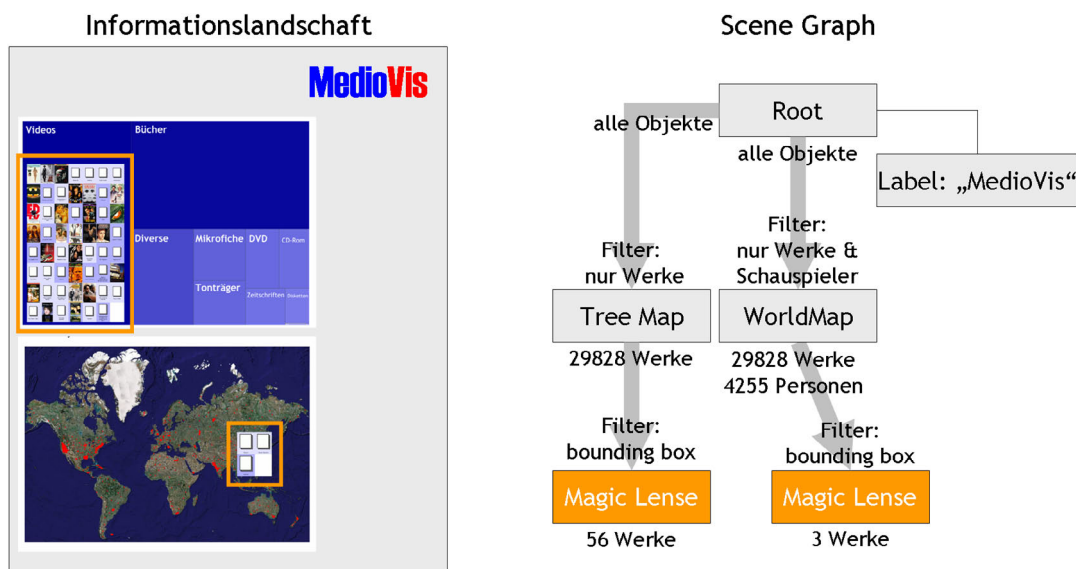 Informationslandschaft
MedioVis
Videos
Bücher
Diverse
Mikrofiche
DVD
CD-Rom
Tonträger
Zeitschriften
Scene Graph
Root
alle Objekte
alle Objekte
Label: „MedioVis“
Filter:
nur Werke
Filter:
nur Werke &
Schauspieler
Tree Map
WorldMap
29828 Werke
29828 Werke
4255 Personen
Filter:
bounding box
Filter:
bounding box
Magic Lense
Magic Lense
56 Werke
3 Werke